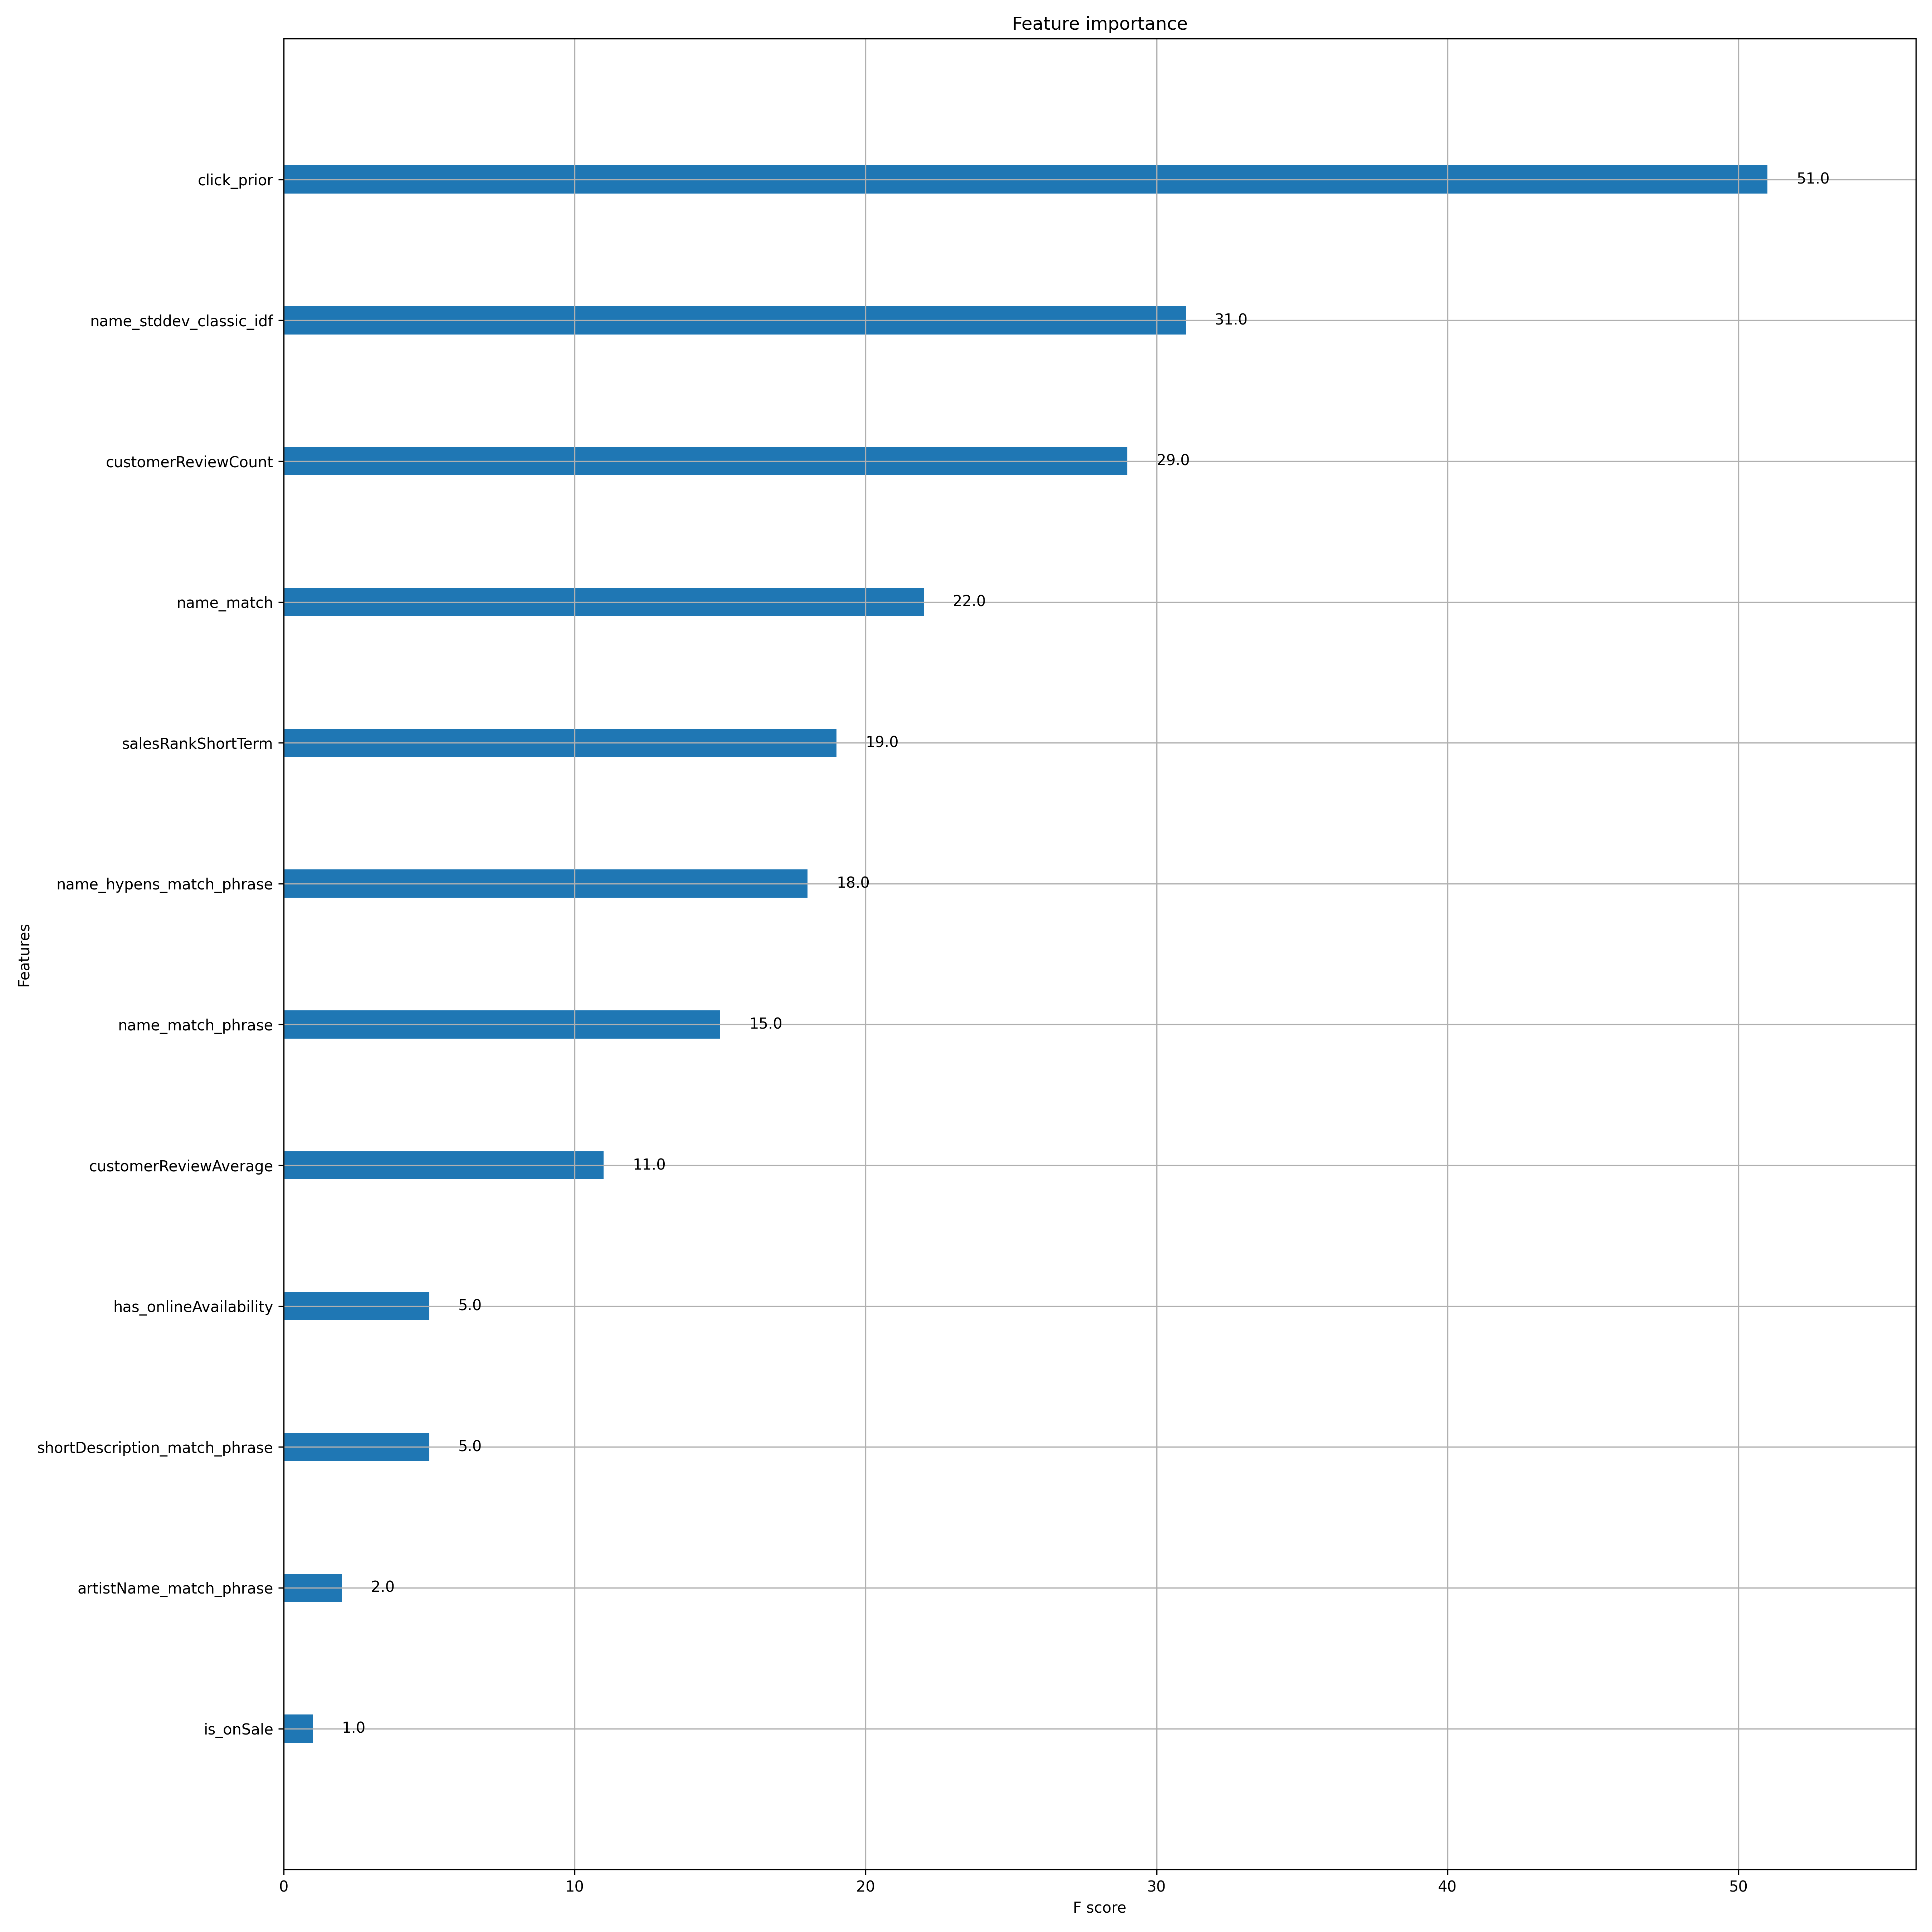 Feature importance
click_prior 51.0
name_stddev_classic_idf 31.0
customerReviewCount 29.0
name_match 22.0
salesRankShortTerm 19.0
name_hypens_match_phrase 18.0
Features
name_match_phrase 15.0
customerReviewAverage 11.0
has_onlineAvailability 5.0
shortDescription_match_phrase 5.0
artistName_match_phrase 2.0
is_onSale 1.0
0 10 20 30 40 50
F score